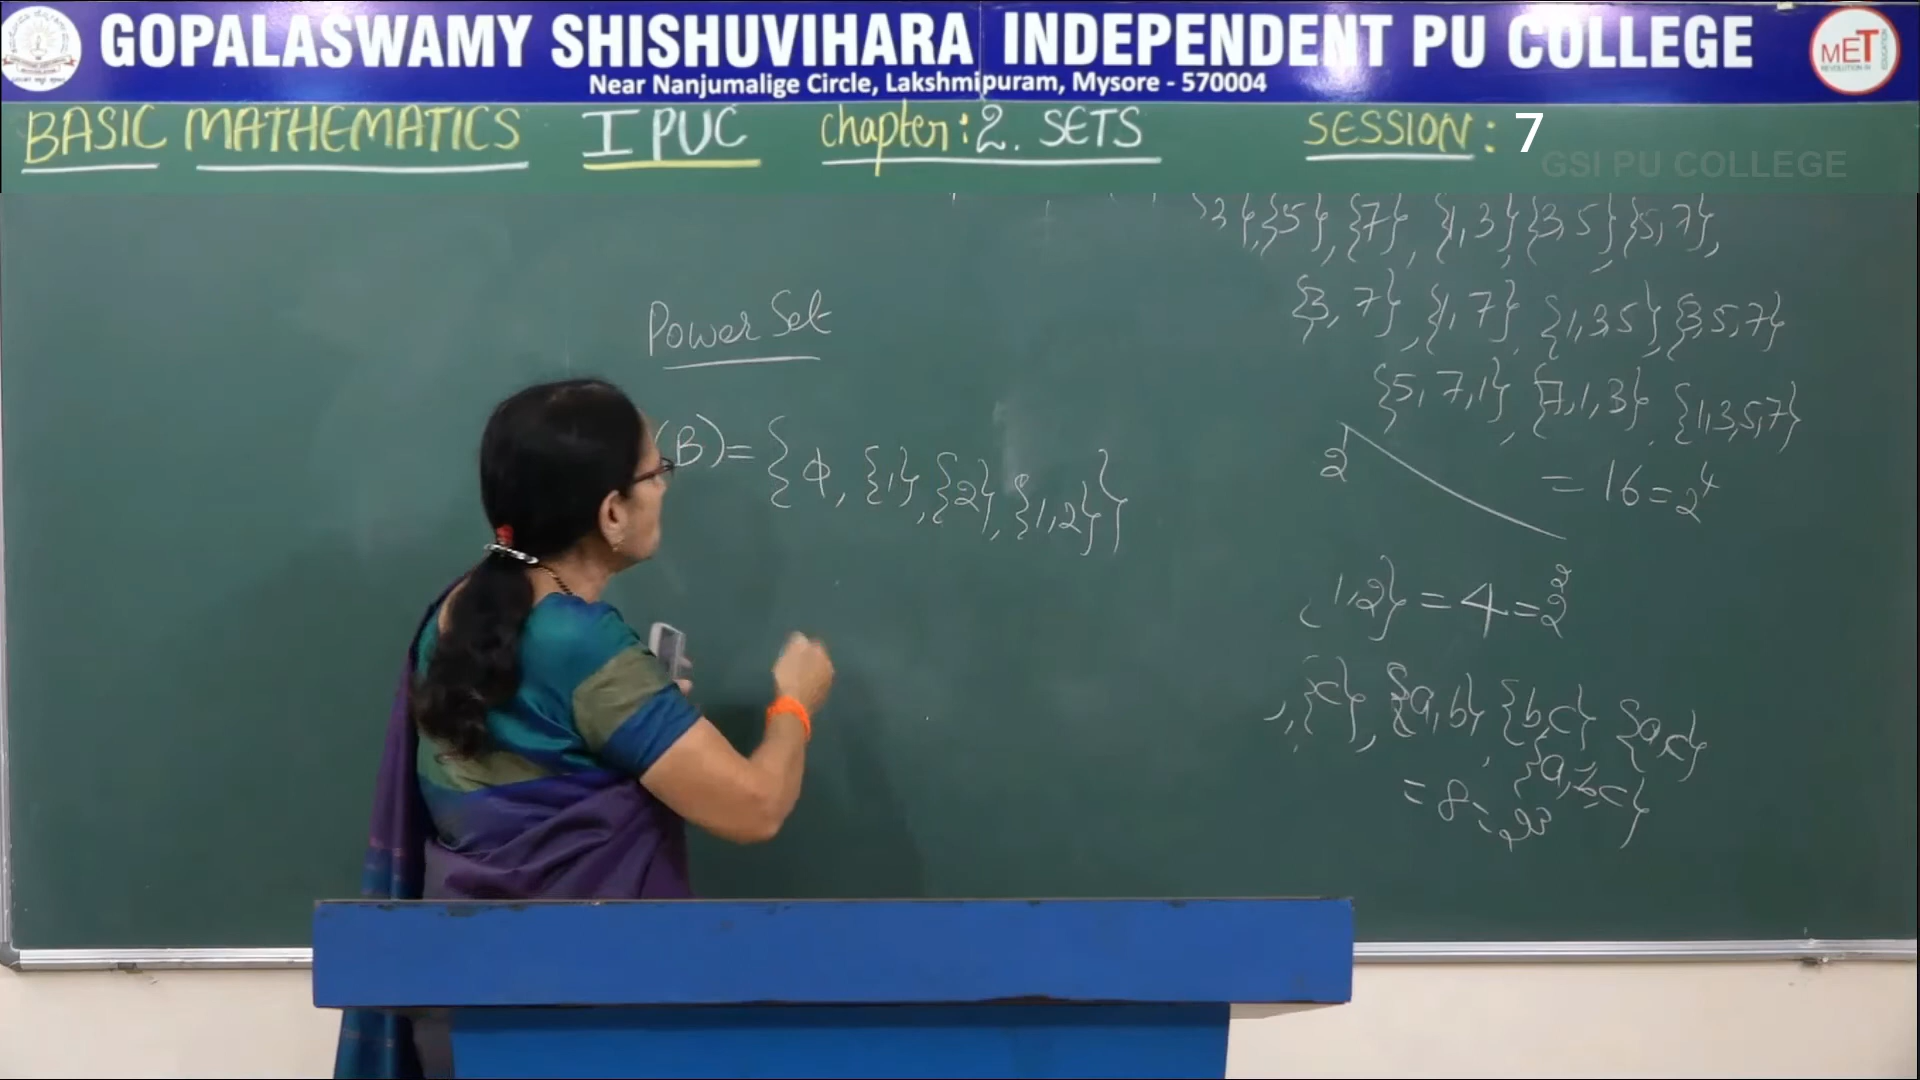 GOPALASWAMY SHISHUVIHARA INDEPENDENT PU COLLEGE
Near Nanjumalige Circle, Lakshmipuram, Mysore - 570004
MET
BASIC MATHEMATICS I PUC chapter: 2. SETS SESSION: 7
GSI PU COLLEGE
3},{5},{7}, {1,3},{3,5},{5,7},
{3,7},{1,7},{1,3,5},{3,5,7}
{5,7,1},{7,1,3},{1,3,5,7}
2
= 16 = 2⁴
1,2} = 4 = 2²
,{c},{a,b},{b,c} {a,c}
{a,b,c}
= 8 = 2³
Power Set
(B) = {ф, {1},{2},{1,2}}